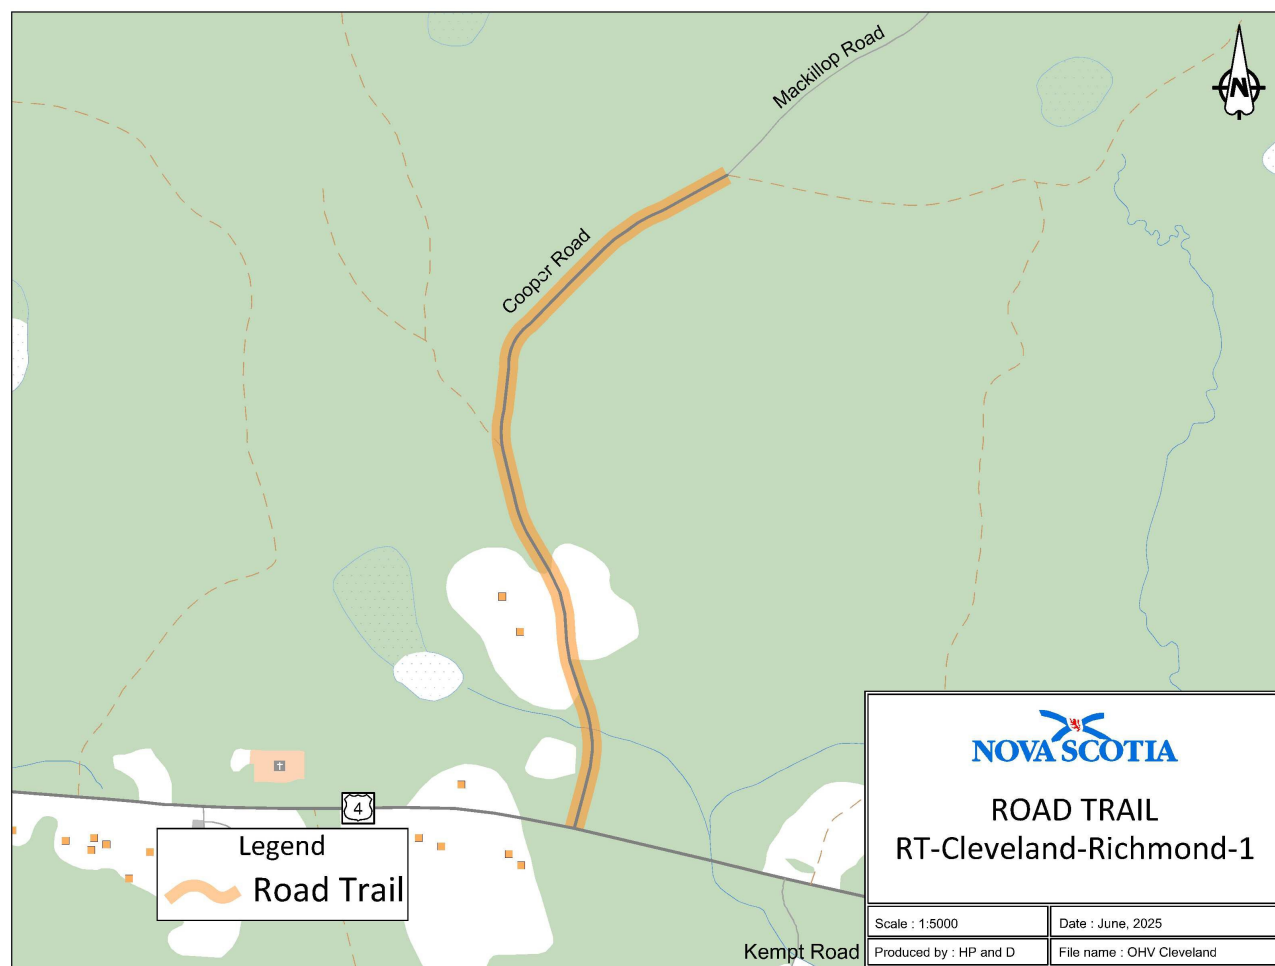 Mackillop Road
N
Cooper Road
4
Legend
Road Trail
Kempt Road
NOVA SCOTIA
ROAD TRAIL
RT-Cleveland-Richmond-1
Scale : 1:5000
Date : June, 2025
Produced by : HP and D
File name : OHV Cleveland